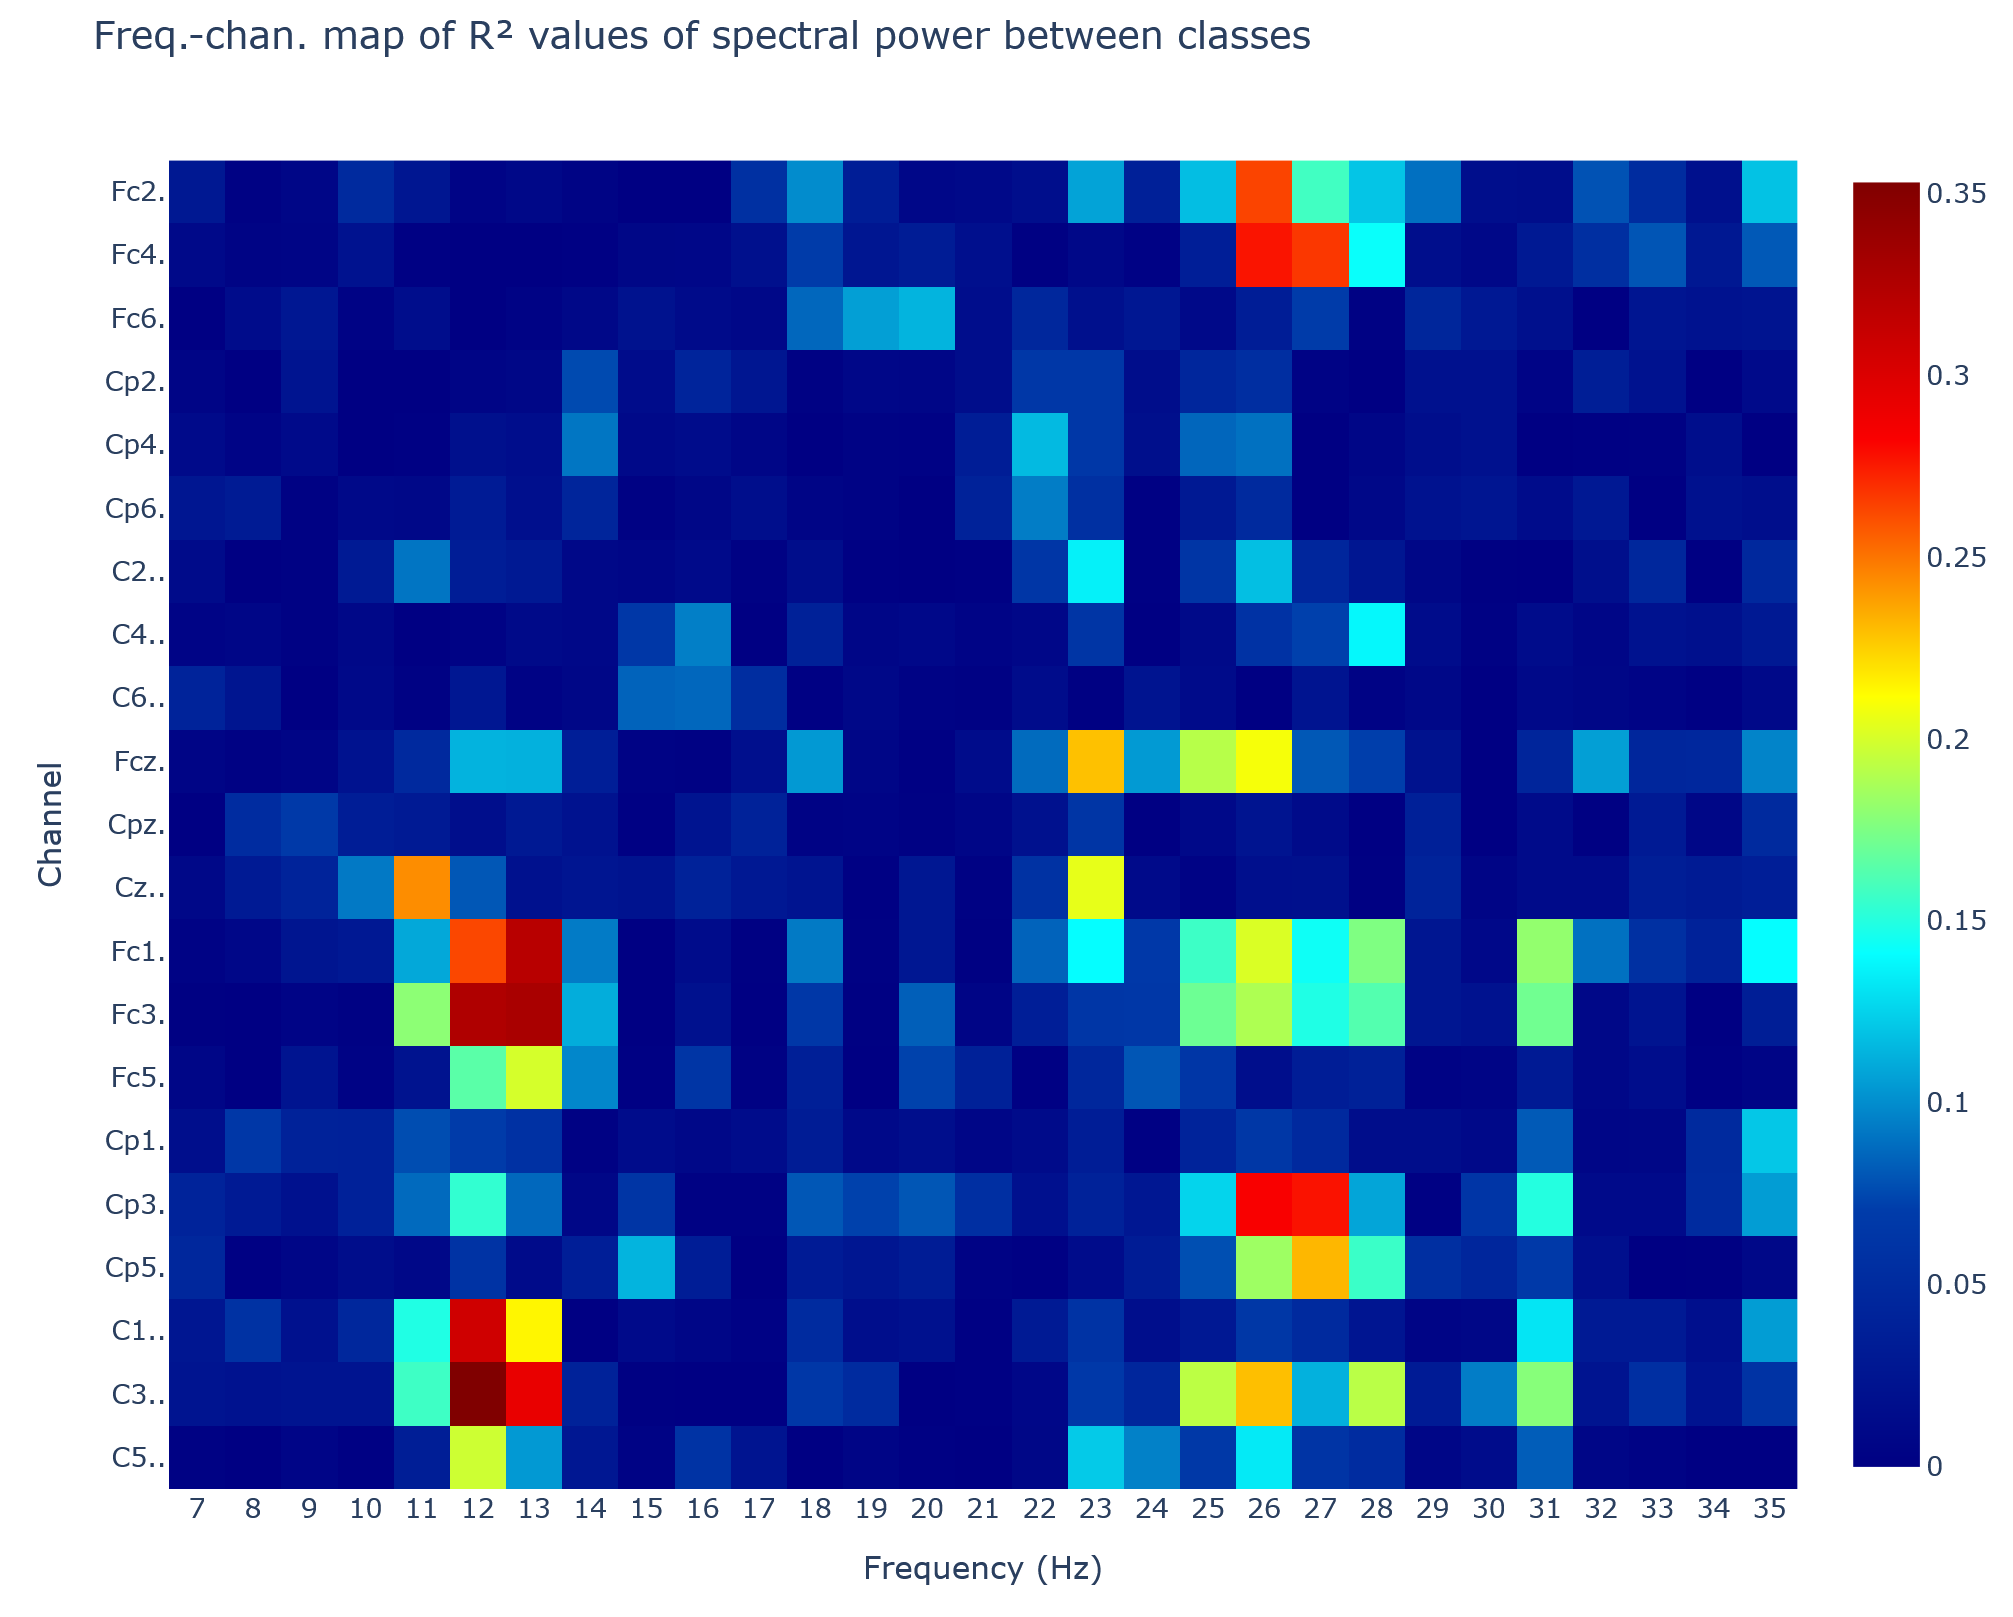 Freq.-chan. map of R² values of spectral power between classes
Fc2.
Fc4.
Fc6.
Cp2.
Cp4.
Cp6.
C2..
C4..
C6..
Fcz.
Cpz.
Cz..
Fc1.
Fc3.
Fc5.
Cp1.
Cp3.
Cp5.
C1..
C3..
C5..
Channel
7 8 9 10 11 12 13 14 15 16 17 18 19 20 21 22 23 24 25 26 27 28 29 30 31 32 33 34 35
Frequency (Hz)
0.35
0.3
0.25
0.2
0.15
0.1
0.05
0